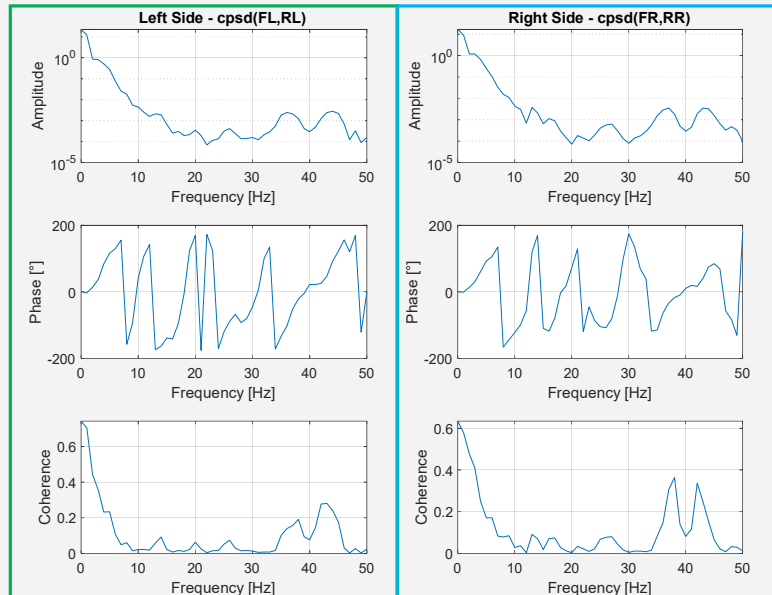 Left Side - cpsd(FL,RL)
10^0
10^-5
Amplitude
0 10 20 30 40 50
Frequency [Hz]
200
0
-200
Phase [°]
0 10 20 30 40 50
Frequency [Hz]
0.6
0.4
0.2
0
Coherence
0 10 20 30 40 50
Frequency [Hz]
Right Side - cpsd(FR,RR)
10^0
10^-5
Amplitude
0 10 20 30 40 50
Frequency [Hz]
200
0
-200
Phase [°]
0 10 20 30 40 50
Frequency [Hz]
0.6
0.4
0.2
0
Coherence
0 10 20 30 40 50
Frequency [Hz]